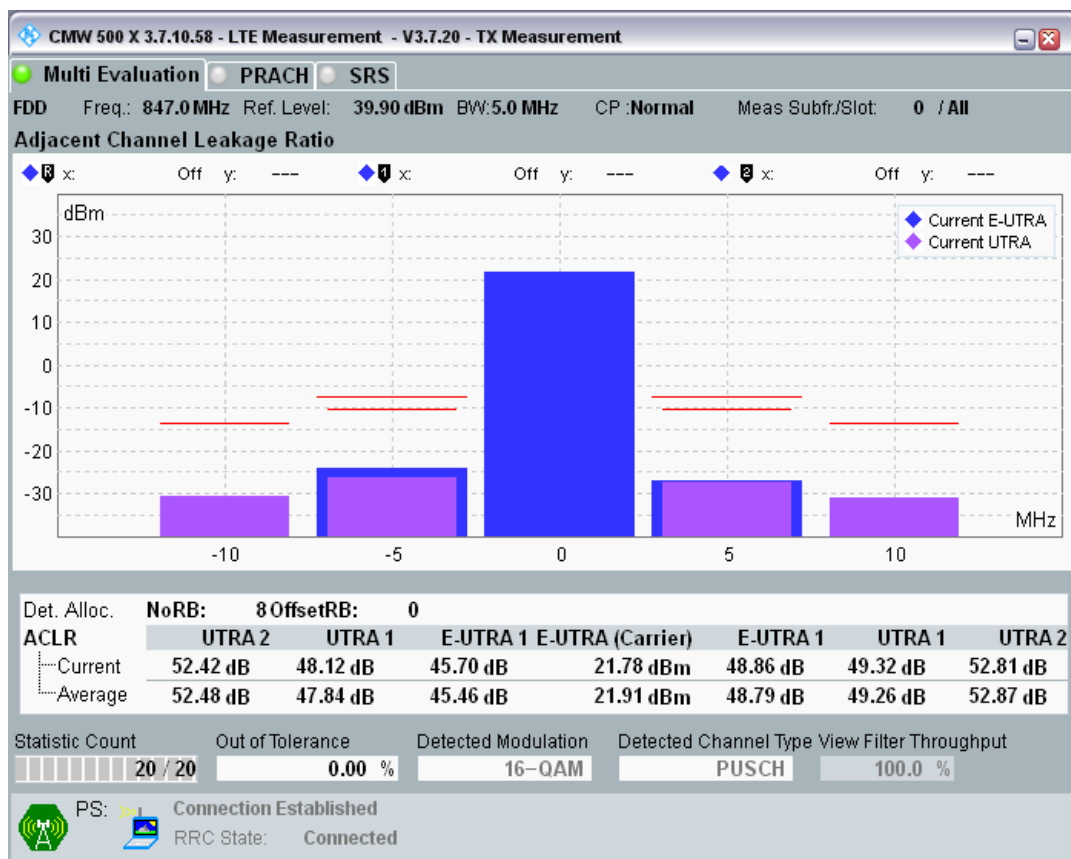 CMW 500 X 3.7.10.58 - LTE Measurement - V3.7.20 - TX Measurement
Multi Evaluation PRACH SRS
FDD Freq.: 847.0 MHz Ref. Level: 39.90 dBm BW:5.0 MHz CP :Normal Meas Subfr./Slot: 0 / All
Adjacent Channel Leakage Ratio
R x: Off y: --- 1 x: Off y: --- 2 x: Off y: ---
dBm
Current E-UTRA
Current UTRA
30
20
10
0
-10
-20
-30
MHz
-10 -5 0 5 10
Det. Alloc. NoRB: 8 OffsetRB: 0
ACLR UTRA 2 UTRA 1 E-UTRA 1 E-UTRA (Carrier) E-UTRA 1 UTRA 1 UTRA 2
Current 52.42 dB 48.12 dB 45.70 dB 21.78 dBm 48.86 dB 49.32 dB 52.81 dB
Average 52.48 dB 47.84 dB 45.46 dB 21.91 dBm 48.79 dB 49.26 dB 52.87 dB
Statistic Count Out of Tolerance Detected Modulation Detected Channel Type View Filter Throughput
20 / 20 0.00 % 16-QAM PUSCH 100.0 %
PS: Connection Established
RRC State: Connected